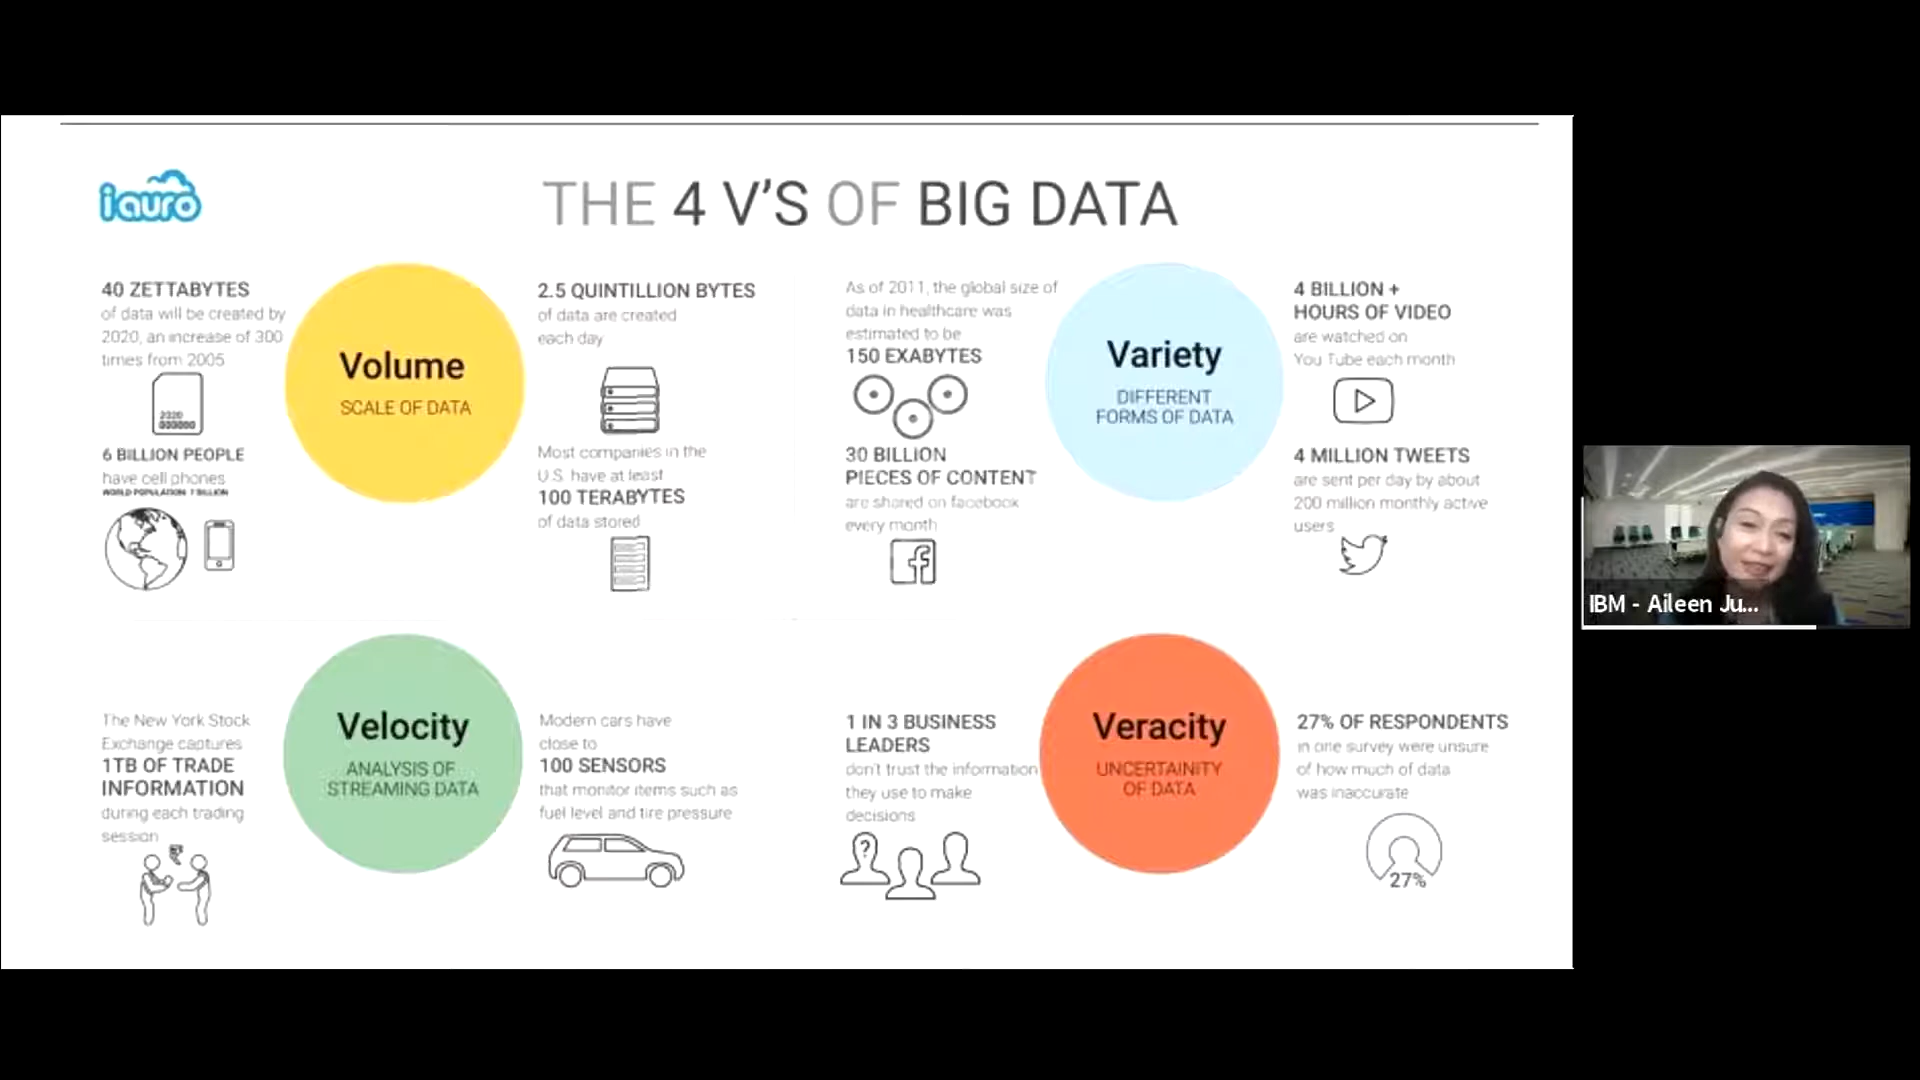 iauro
THE 4 V'S OF BIG DATA
40 ZETTABYTES
of data will be created by
2020, an increase of 300
times from 2005
2020
000000
6 BILLION PEOPLE
have cell phones
WORLD POPULATION 7 BILLION
Volume
SCALE OF DATA
2.5 QUINTILLION BYTES
of data are created
each day
Most companies in the
U.S. have at least
100 TERABYTES
of data stored
As of 2011, the global size of
data in healthcare was
estimated to be
150 EXABYTES
30 BILLION
PIECES OF CONTENT
are shared on facebook
every month
Variety
DIFFERENT
FORMS OF DATA
4 BILLION +
HOURS OF VIDEO
are watched on
You Tube each month
4 MILLION TWEETS
are sent per day by about
200 million monthly active
users
The New York Stock
Exchange captures
1TB OF TRADE
INFORMATION
during each trading
session
Velocity
ANALYSIS OF
STREAMING DATA
Modern cars have
close to
100 SENSORS
that monitor items such as
fuel level and tire pressure
1 IN 3 BUSINESS
LEADERS
don't trust the information
they use to make
decisions
?
Veracity
UNCERTAINITY
OF DATA
27% OF RESPONDENTS
in one survey were unsure
of how much of data
was inaccurate
27%
IBM - Aileen Ju...